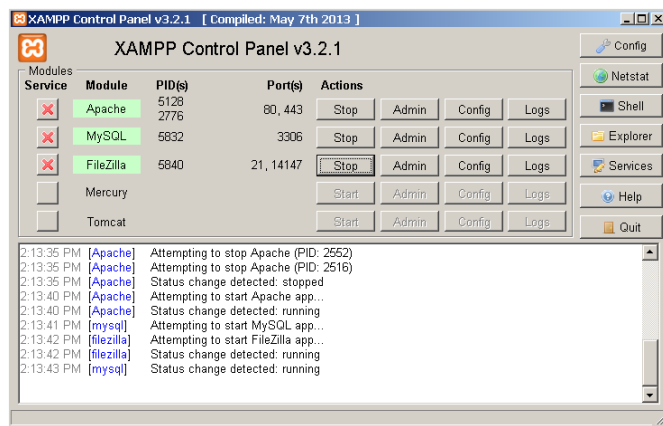 XAMPP Control Panel v3.2.1 [ Compiled: May 7th 2013 ]
XAMPP Control Panel v3.2.1
Config
Modules
Service Module PID(s) Port(s) Actions
Netstat
Apache 5128 2776 80, 443 Stop Admin Config Logs
Shell
MySQL 5832 3306 Stop Admin Config Logs
Explorer
FileZilla 5840 21, 14147 Stop Admin Config Logs
Services
Mercury Start Admin Config Logs
Help
Tomcat Start Admin Config Logs
Quit
2:13:35 PM [Apache] Attempting to stop Apache (PID: 2552)
2:13:35 PM [Apache] Attempting to stop Apache (PID: 2516)
2:13:35 PM [Apache] Status change detected: stopped
2:13:40 PM [Apache] Attempting to start Apache app...
2:13:40 PM [Apache] Status change detected: running
2:13:41 PM [mysql] Attempting to start MySQL app...
2:13:42 PM [filezilla] Attempting to start FileZilla app...
2:13:42 PM [filezilla] Status change detected: running
2:13:43 PM [mysql] Status change detected: running